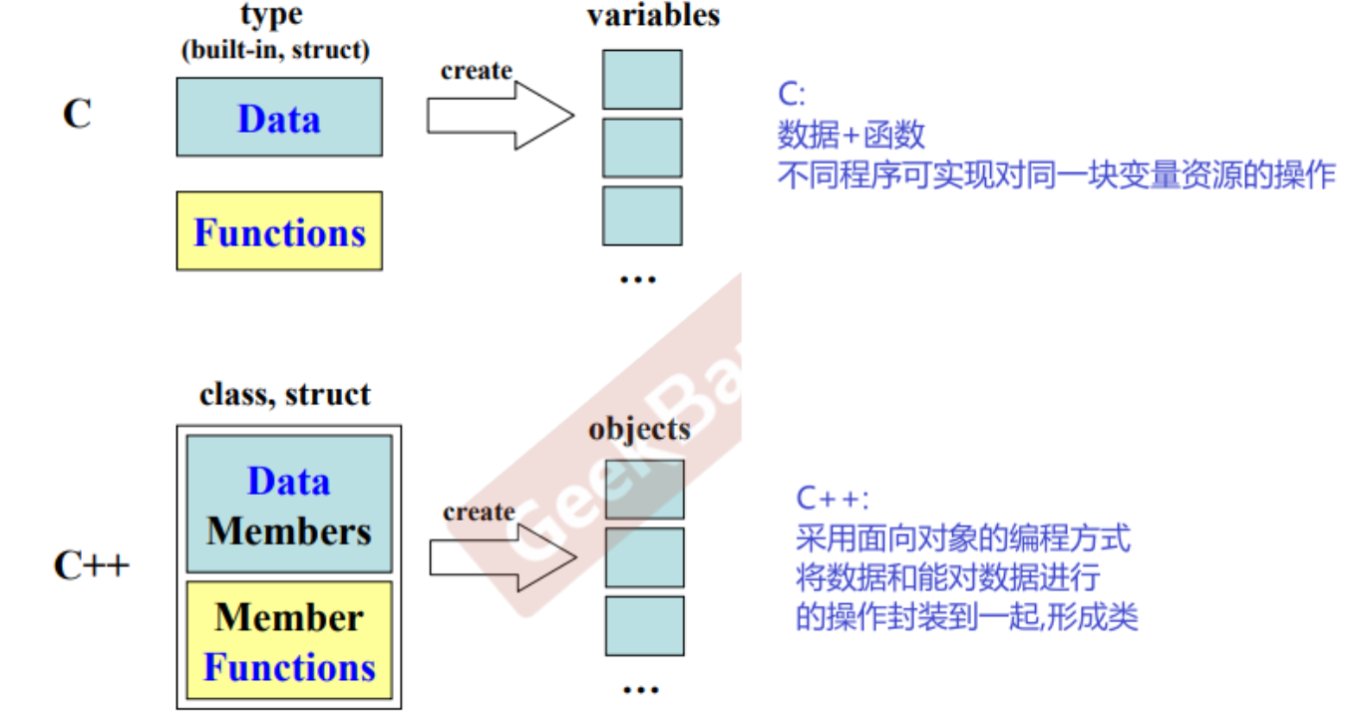 type
(built-in, struct)
variables
C
Data
create
Functions
...
C:
数据+函数
不同程序可实现对同一块变量资源的操作
class, struct
objects
C++
Data
Members
create
Member
Functions
...
C++:
采用面向对象的编程方式
将数据和能对数据进行
的操作封装到一起,形成类